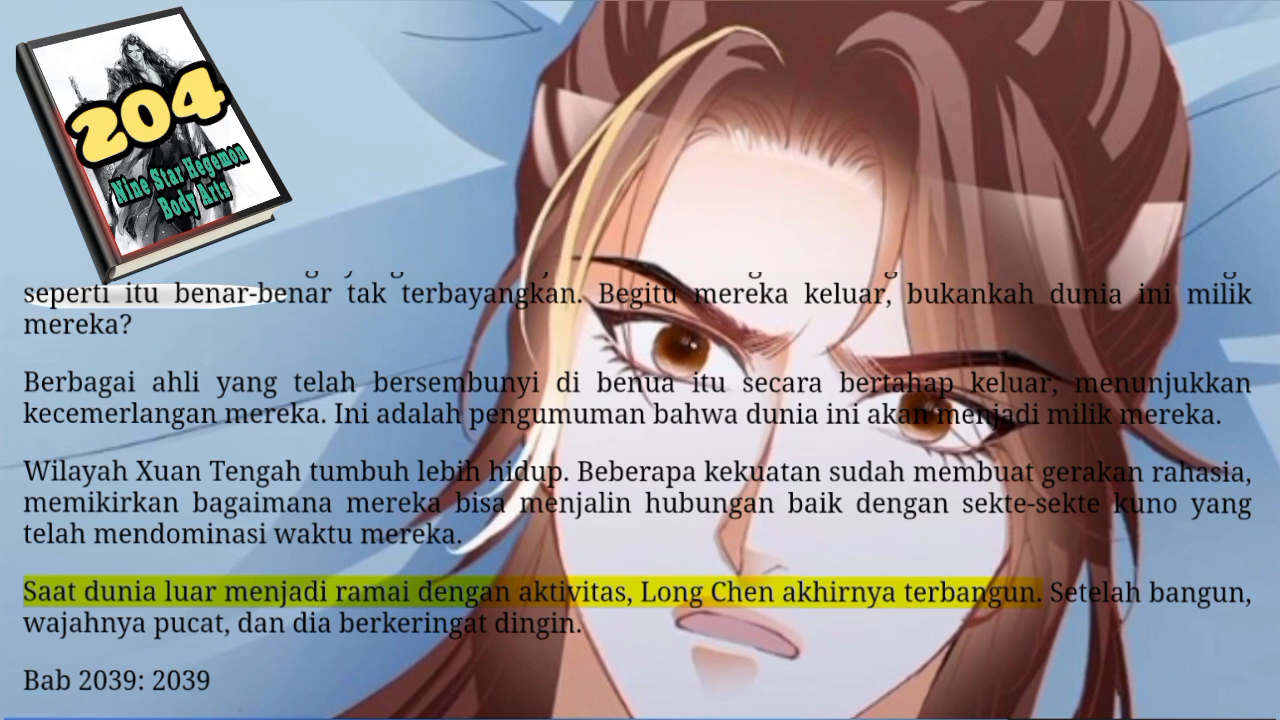 204
Nine Star Hegemon
Body Arts
seperti itu benar-benar tak terbayangkan. Begitu mereka keluar, bukankah dunia ini milik
mereka?
Berbagai ahli yang telah bersembunyi di benua itu secara bertahap keluar, menunjukkan
kecemerlangan mereka. Ini adalah pengumuman bahwa dunia ini akan menjadi milik mereka.
Wilayah Xuan Tengah tumbuh lebih hidup. Beberapa kekuatan sudah membuat gerakan rahasia,
memikirkan bagaimana mereka bisa menjalin hubungan baik dengan sekte-sekte kuno yang
telah mendominasi waktu mereka.
Saat dunia luar menjadi ramai dengan aktivitas, Long Chen akhirnya terbangun. Setelah bangun,
wajahnya pucat, dan dia berkeringat dingin.
Bab 2039: 2039